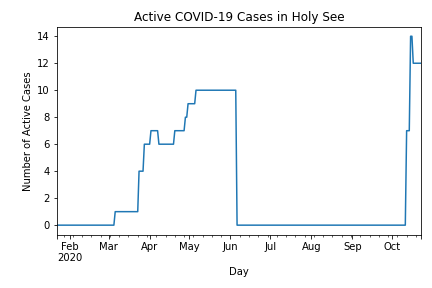 Active COVID-19 Cases in Holy See
Number of Active Cases
14
12
10
8
6
4
2
0
Feb Mar Apr May Jun Jul Aug Sep Oct
2020
Day